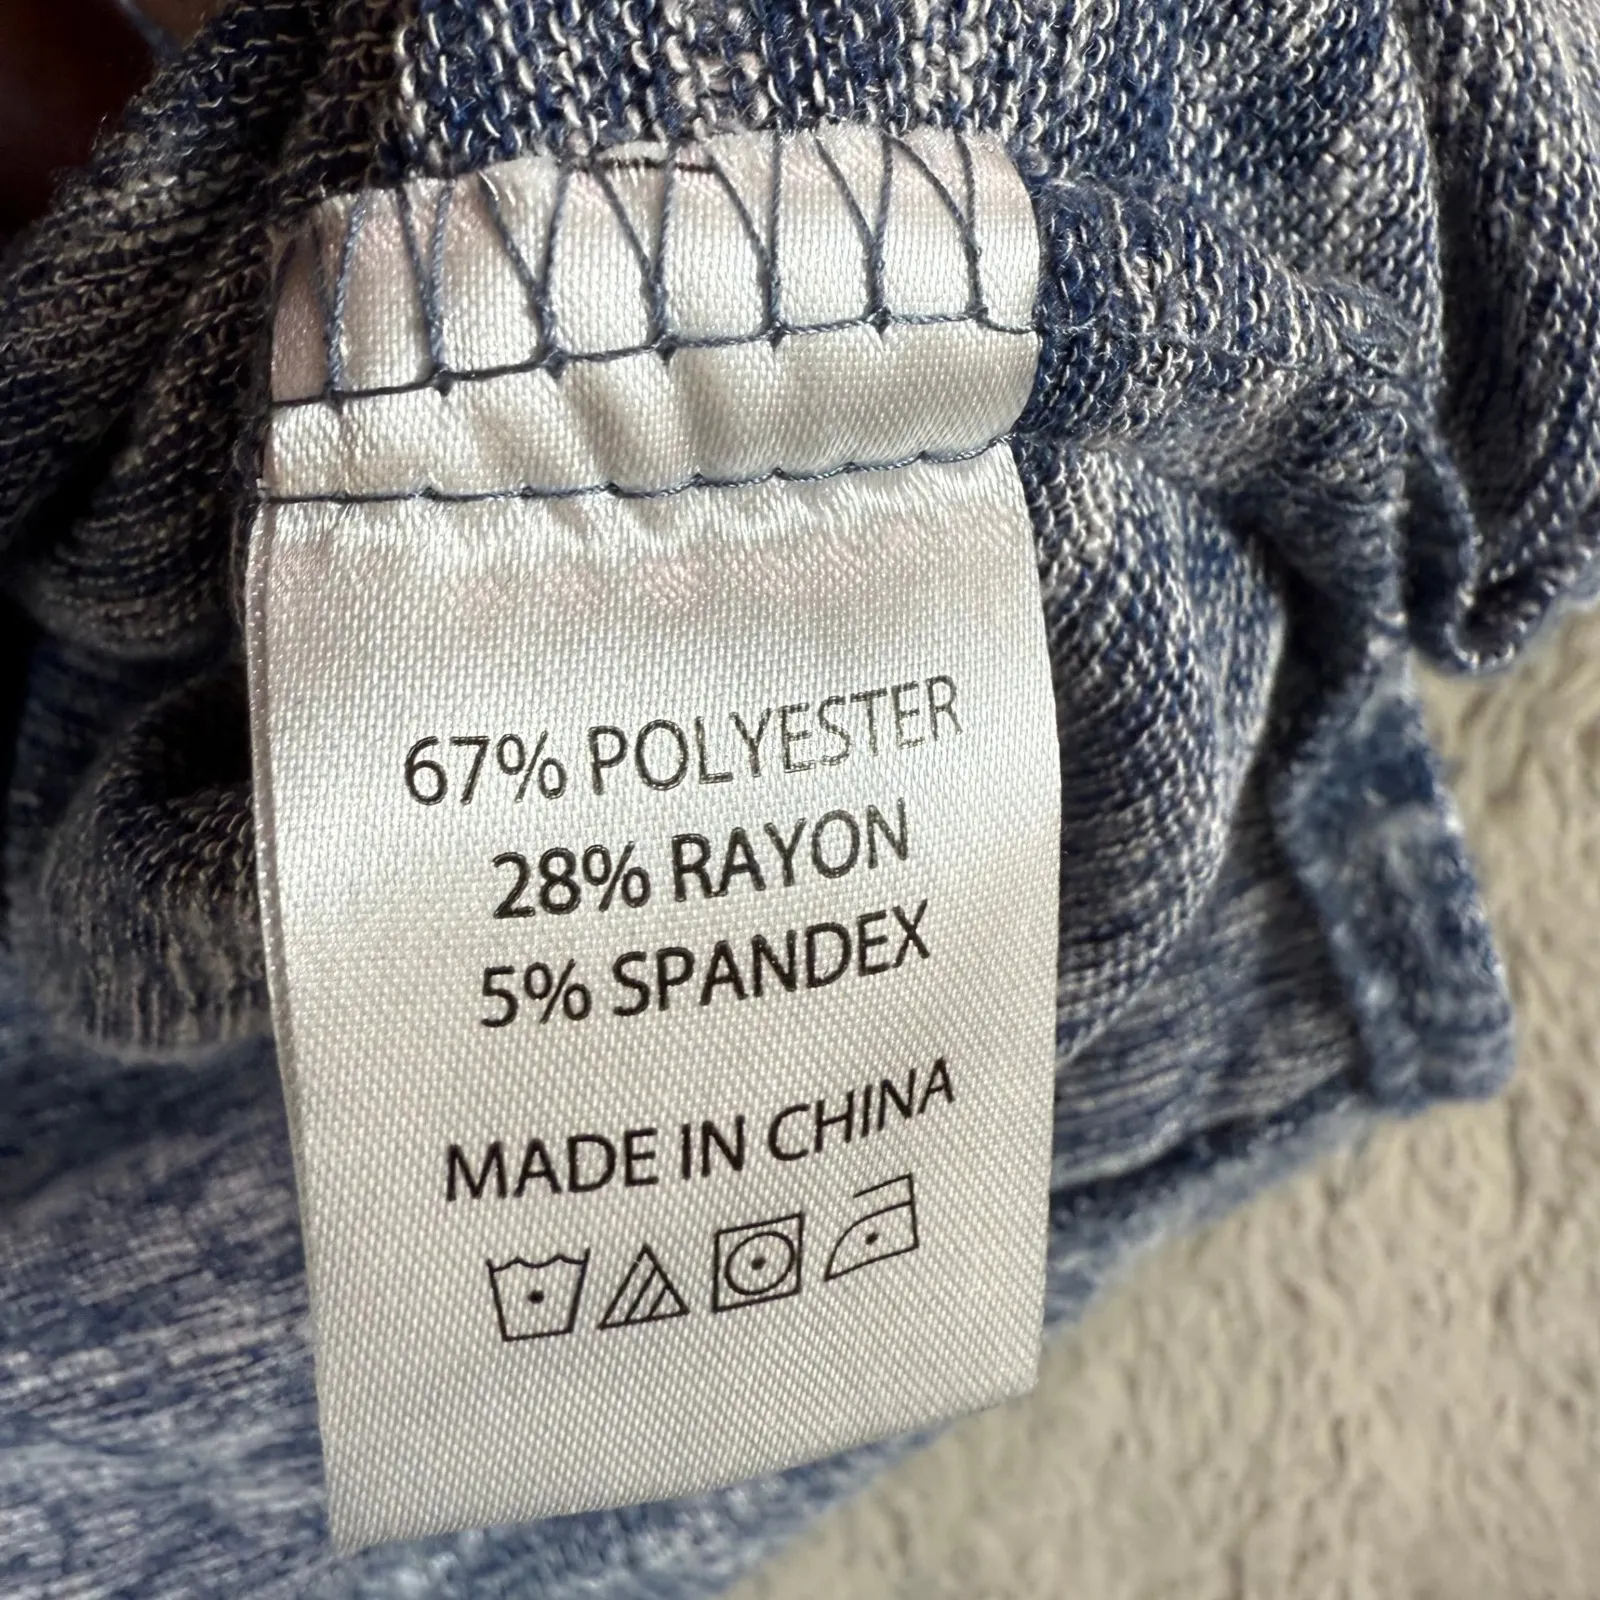 67% POLYESTER
28% RAYON
5% SPANDEX
MADE IN CHINA